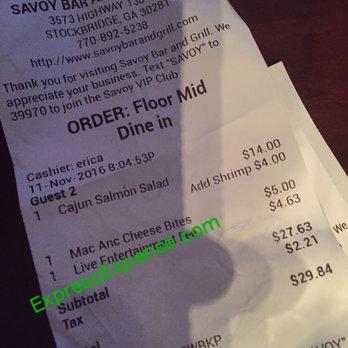 SAVOY BAR A
3573 HIGHWAY 138
STOCKBRIDGE, GA 30281
770-892-5238
http://www.savoybarandgrill.com
Thank you for visiting Savoy Bar and Grill. We
appreciate your business. Text "SAVOY" to
39970 to join the Savoy VIP Club
ORDER: Floor Mid
Dine in
Cashier: erica
11-Nov-2016 8:04:53P
Guest 2
1 Cajun Salmon Salad $14.00
Add Shrimp $4.00
1 Mac Anc Cheese Bites $5.00
1 Live Entertainment Fee $4.63
Subtotal $27.63
Tax $2.21
$29.84
We
to
ExpressExpense.com